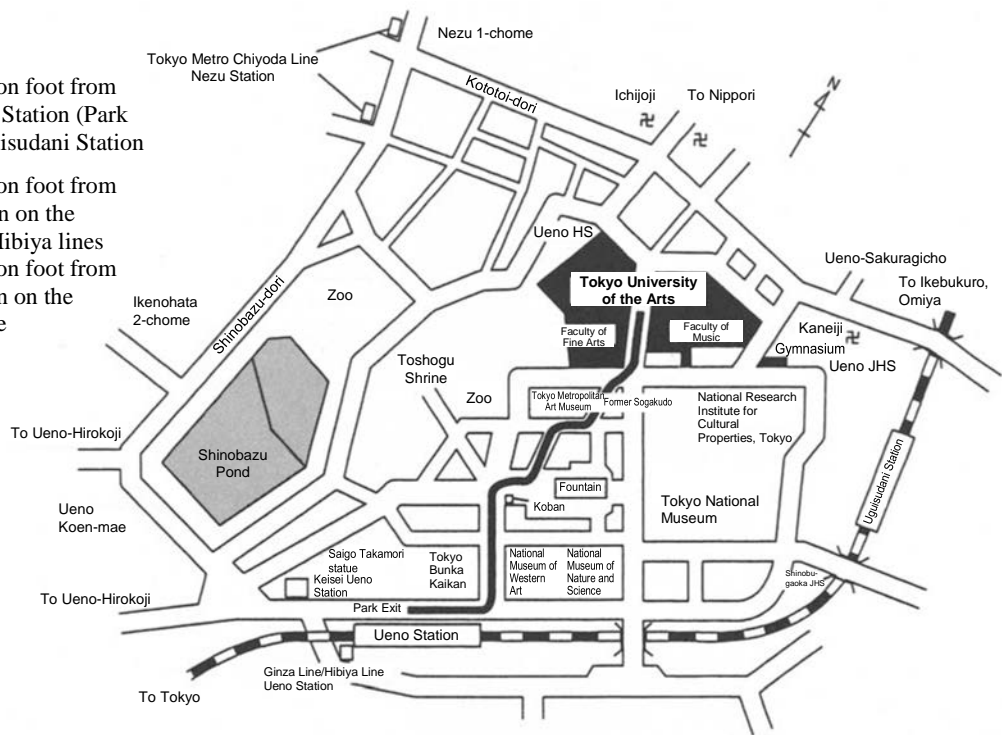 on foot from
Station (Park
isudani Station
on foot from
n on the
Hibiya lines
on foot from
n on the
e
Nezu 1-chome
Tokyo Metro Chiyoda Line
Nezu Station
Kototoi-dori
Ichijoji
To Nippori
N
Ueno HS
Ueno-Sakuragicho
To Ikebukuro,
Omiya
Tokyo University
of the Arts
Faculty of
Fine Arts
Faculty of
Music
Kaneiji
Gymnasium
Ueno JHS
Ikenohata
2-chome
Shinobazu-dori
Zoo
Toshogu
Shrine
Zoo
Tokyo Metropolitan
Art Museum
Former Sogakudo
National Research
Institute for
Cultural
Properties, Tokyo
To Ueno-Hirokoji
Shinobazu
Pond
Fountain
Koban
Tokyo National
Museum
Uguisudani Station
Ueno
Koen-mae
Saigo Takamori
statue
Keisei Ueno
Station
Tokyo
Bunka
Kaikan
National
Museum of
Western
Art
National
Museum of
Nature and
Science
Shinobu-
gaoka JHS
To Ueno-Hirokoji
Park Exit
Ueno Station
Ginza Line/Hibiya Line
Ueno Station
To Tokyo